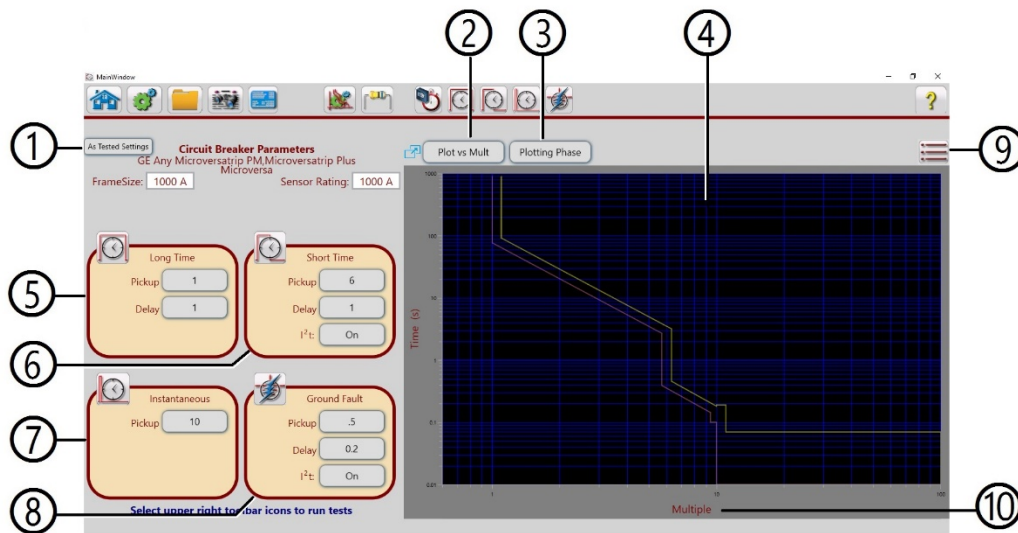 2
3
4
MainWindow
?
1
As Tested Settings
Circuit Breaker Parameters
GE Any Microversatrip PM,Microversatrip Plus
Microversa
FrameSize: 1000 A
Sensor Rating: 1000 A
Plot vs Mult
Plotting Phase
9
5
Long Time
Pickup 1
Delay 1
Short Time
Pickup 6
Delay 1
I²t: On
6
7
Instantaneous
Pickup 10
Ground Fault
Pickup .5
Delay 0.2
I²t: On
8
Select upper right toolbar icons to run tests
1000
100
10
1
0.1
0.01
Time (s)
1
10
100
Multiple
10